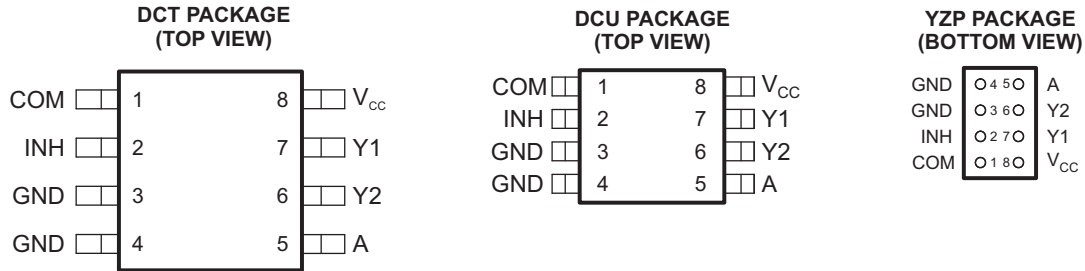 DCT PACKAGE
(TOP VIEW)
COM 1 8 VCC
INH 2 7 Y1
GND 3 6 Y2
GND 4 5 A
DCU PACKAGE
(TOP VIEW)
COM 1 8 VCC
INH 2 7 Y1
GND 3 6 Y2
GND 4 5 A
YZP PACKAGE
(BOTTOM VIEW)
GND 4 5 A
GND 3 6 Y2
INH 2 7 Y1
COM 1 8 VCC